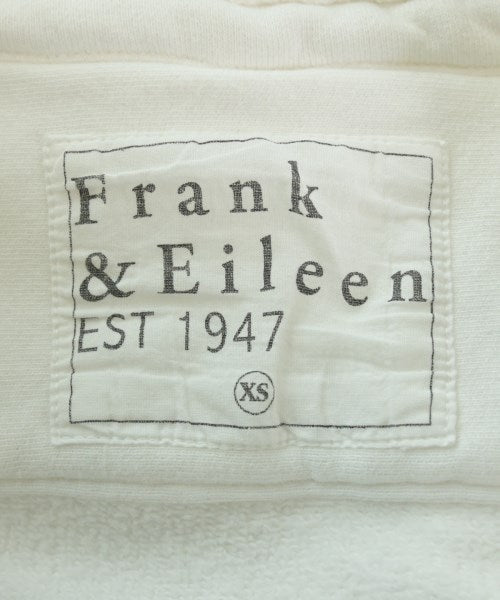 Frank
& Eileen
EST 1947
XS